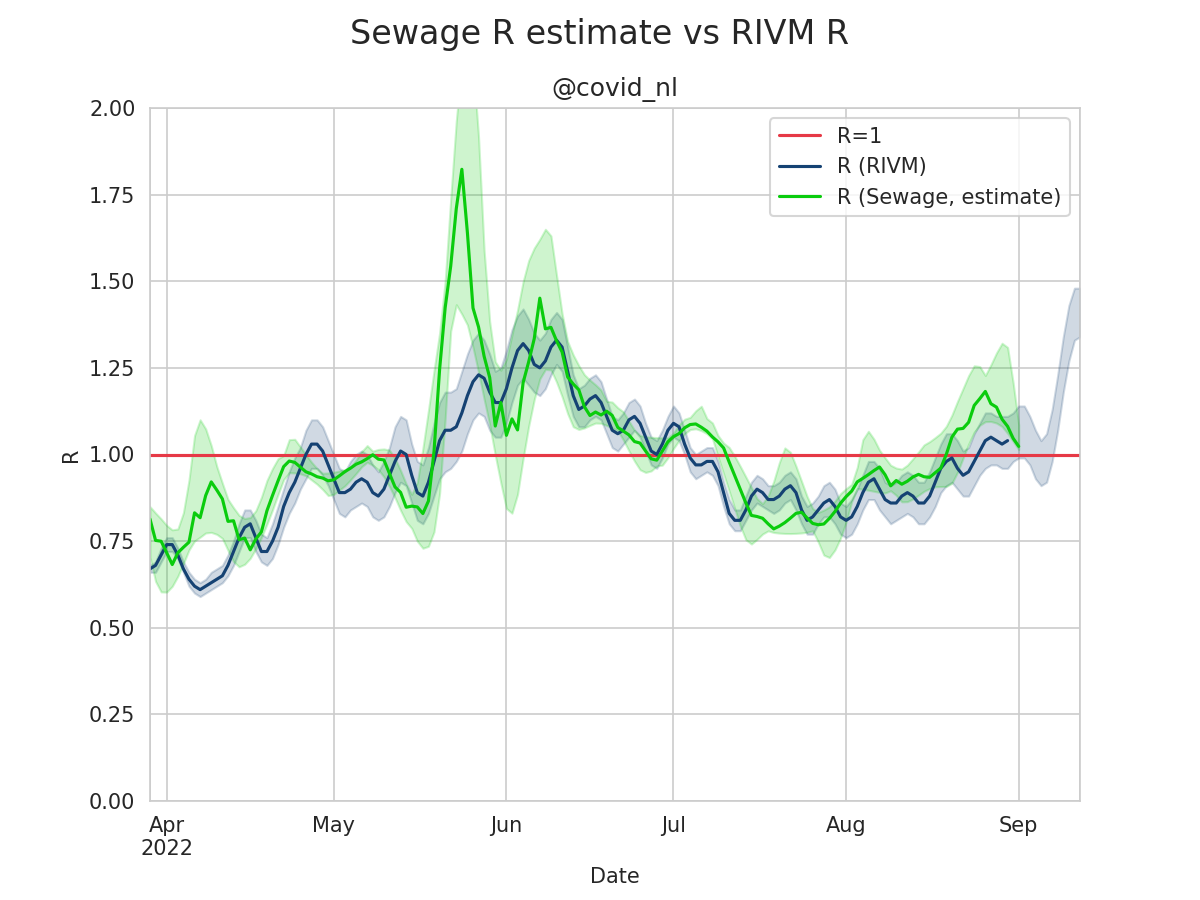 Sewage R estimate vs RIVM R
@covid_nl
R=1
R (RIVM)
R (Sewage, estimate)
2.00
1.75
1.50
1.25
1.00
0.75
0.50
0.25
0.00
R
Apr May Jun Jul Aug Sep
2022
Date